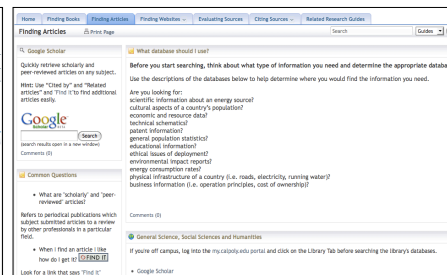 Home Finding Books Finding Articles Finding Websites Evaluating Sources Citing Sources Related Research Guides
Finding Articles Print Page Search Guides
Google Scholar
Quickly retrieve scholarly and
peer-reviewed articles on any subject.
Hint: Use "Cited by" and "Related
articles" and 'Find it' to find additional
articles easily.
Google
Scholar BETA
Search
(search results open in a new window)
Comments (0)
Common Questions
What are "scholarly" and "peer-
reviewed" articles?
Refers to periodical publications which
subject submitted articles to a review
by other professionals in a particular
field.
When I find an article I like
how do I get it? FIND IT
Look for a link that says "Find it"
What database should I use?
Before you start searching, think about what type of information you need and determine the appropriate databa
Use the descriptions of the databases below to help determine where you would find the information you need.
Are you looking for:
scientific information about an energy source?
cultural aspects of a country's population?
economic and resource data?
technical schematics?
patent information?
general population statistics?
educational information?
ethical issues of deployment?
environmental impact reports?
energy consumption rates?
physical infrastructure of a country (i.e. roads, electricity, running water)?
business information (i.e. operation principles, cost of ownership)?
Comments (0)
General Science, Social Sciences and Humanities
If you're off campus, log into the my.calpoly.edu portal and click on the Library Tab before searching the library's databases.
Google Scholar